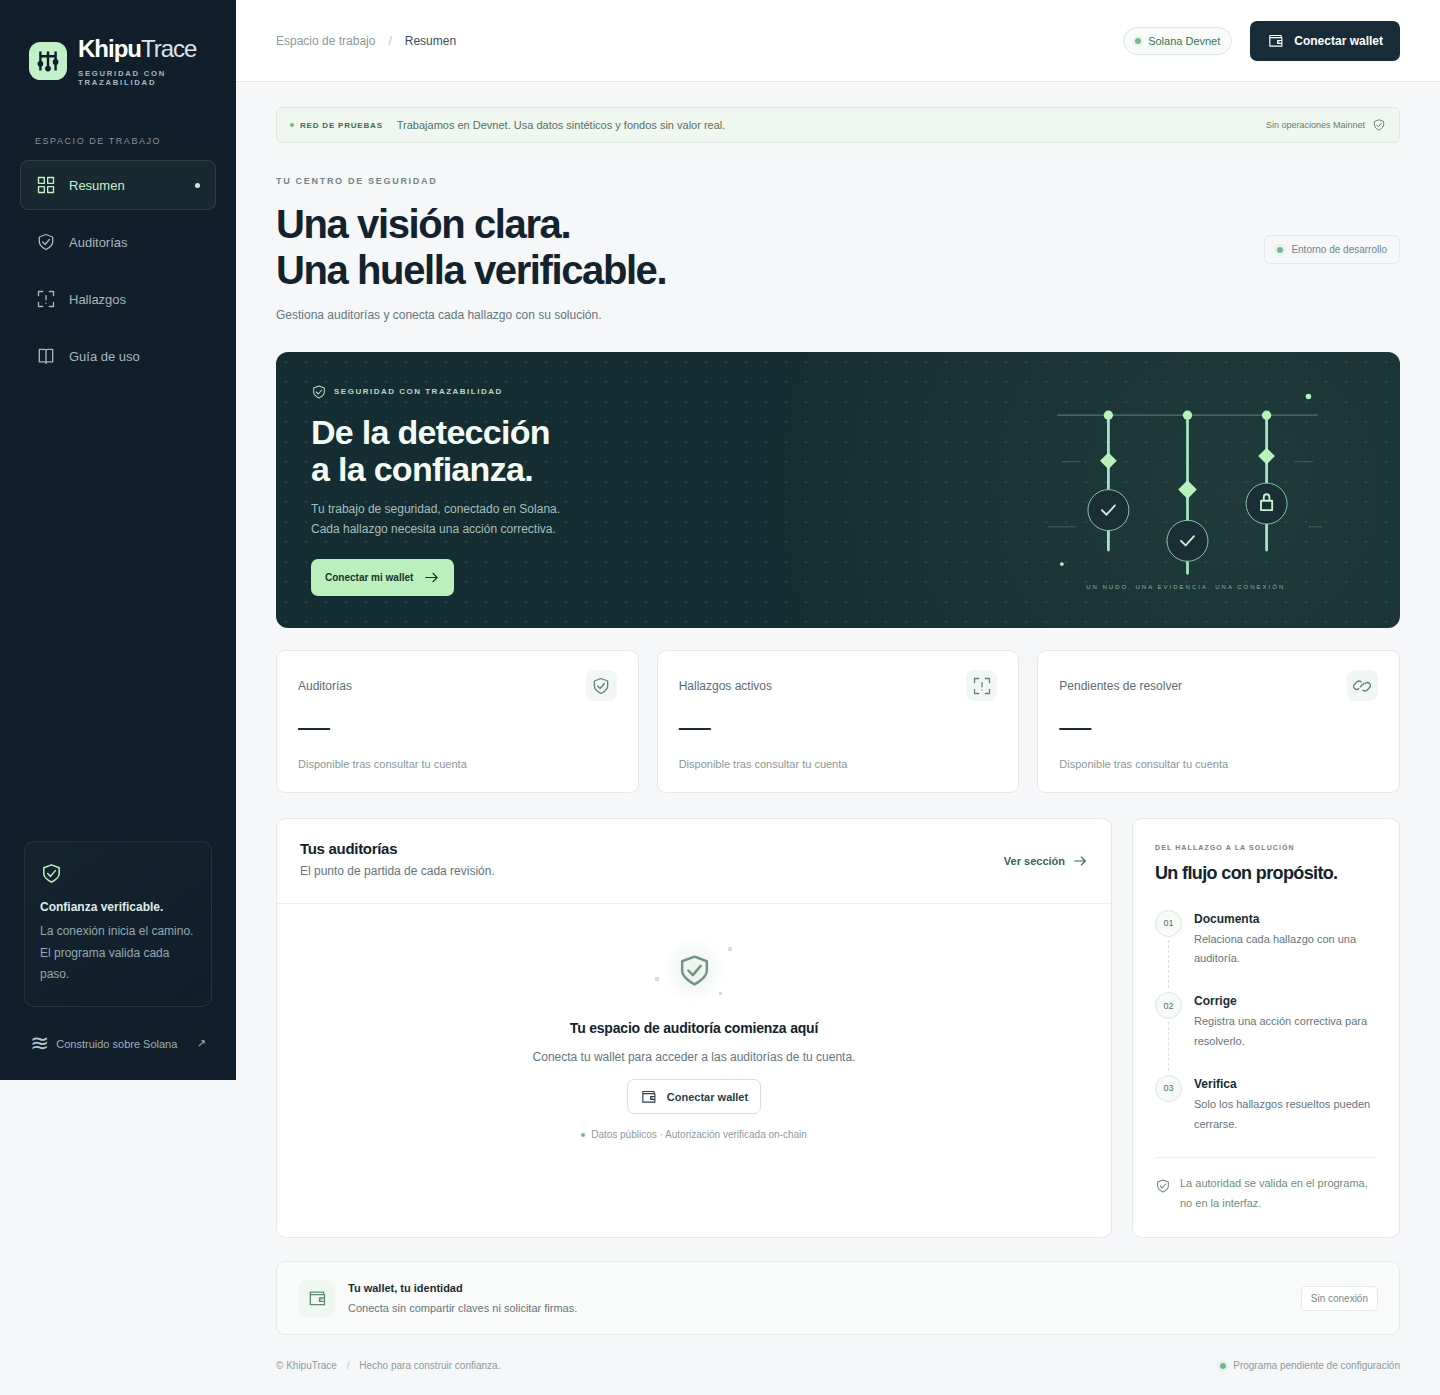 KhipuTrace
SEGURIDAD CON
TRAZABILIDAD
ESPACIO DE TRABAJO
Resumen
Auditorías
Hallazgos
Guía de uso
Confianza verificable.
La conexión inicia el camino.
El programa valida cada
paso.
Construido sobre Solana ↗
Espacio de trabajo / Resumen
Solana Devnet
Conectar wallet
RED DE PRUEBAS Trabajamos en Devnet. Usa datos sintéticos y fondos sin valor real.
Sin operaciones Mainnet
TU CENTRO DE SEGURIDAD
Una visión clara.
Una huella verificable.
Gestiona auditorías y conecta cada hallazgo con su solución.
Entorno de desarrollo
SEGURIDAD CON TRAZABILIDAD
De la detección
a la confianza.
Tu trabajo de seguridad, conectado en Solana.
Cada hallazgo necesita una acción correctiva.
Conectar mi wallet
UN NUDO. UNA EVIDENCIA. UNA CONEXIÓN.
Auditorías
—
Disponible tras consultar tu cuenta
Hallazgos activos
—
Disponible tras consultar tu cuenta
Pendientes de resolver
—
Disponible tras consultar tu cuenta
Tus auditorías
El punto de partida de cada revisión.
Ver sección
Tu espacio de auditoría comienza aquí
Conecta tu wallet para acceder a las auditorías de tu cuenta.
Conectar wallet
Datos públicos · Autorización verificada on-chain
DEL HALLAZGO A LA SOLUCIÓN
Un flujo con propósito.
01 Documenta
Relaciona cada hallazgo con una
auditoría.
02 Corrige
Registra una acción correctiva para
resolverlo.
03 Verifica
Solo los hallazgos resueltos pueden
cerrarse.
La autoridad se valida en el programa,
no en la interfaz.
Tu wallet, tu identidad
Conecta sin compartir claves ni solicitar firmas.
Sin conexión
© KhipuTrace / Hecho para construir confianza.
Programa pendiente de configuración